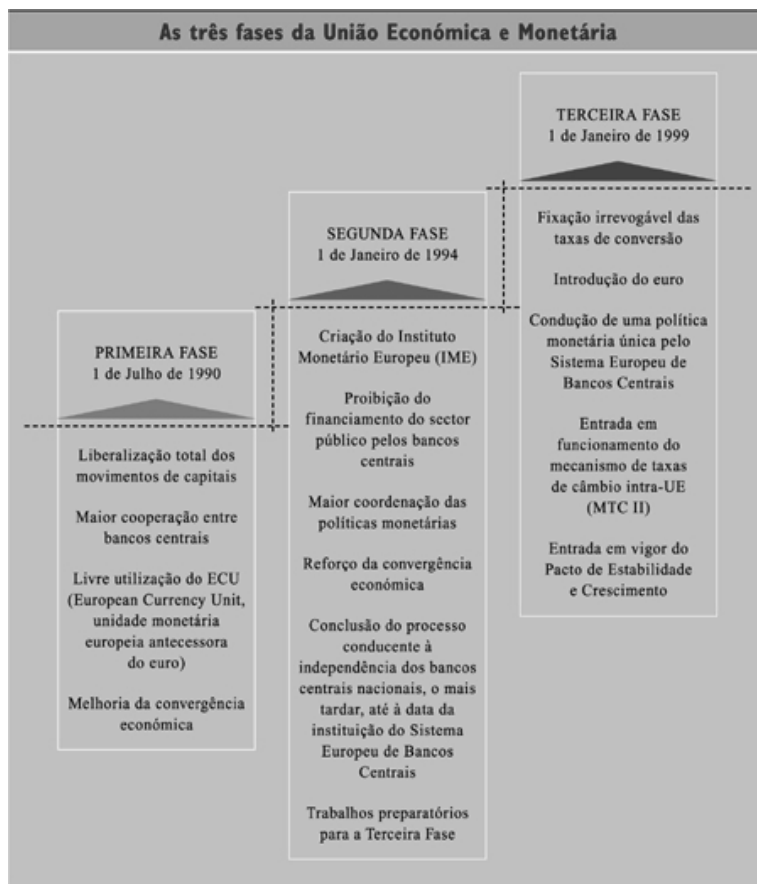 As três fases da União Económica e Monetária
PRIMEIRA FASE
1 de Julho de 1990
Liberalização total dos
movimentos de capitais
Maior cooperação entre
bancos centrais
Livre utilização do ECU
(European Currency Unit,
unidade monetária
europeia antecessora
do euro)
Melhoria da convergência
económica
SEGUNDA FASE
1 de Janeiro de 1994
Criação do Instituto
Monetário Europeu (IME)
Proibição do
financiamento do sector
público pelos bancos
centrais
Maior coordenação das
políticas monetárias
Reforço da convergência
económica
Conclusão do processo
conducente à
independência dos bancos
centrais nacionais, o mais
tardar, até à data da
instituição do Sistema
Europeu de Bancos
Centrais
Trabalhos preparatórios
para a Terceira Fase
TERCEIRA FASE
1 de Janeiro de 1999
Fixação irrevogável das
taxas de conversão
Introdução do euro
Condução de uma política
monetária única pelo
Sistema Europeu de
Bancos Centrais
Entrada em
funcionamento do
mecanismo de taxas
de câmbio intra-UE
(MTC II)
Entrada em vigor do
Pacto de Estabilidade
e Crescimento